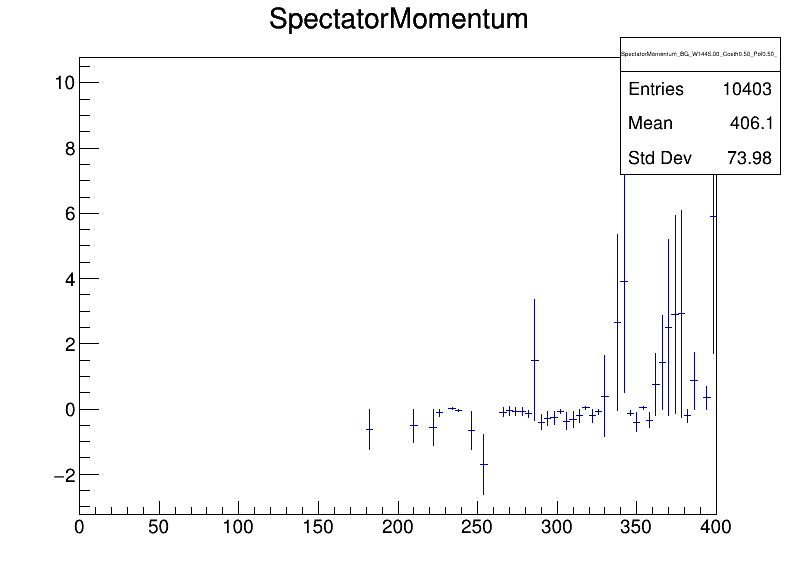 SpectatorMomentum
SpectatorMomentum_BG_W1445.00_Costh0.50_Pol0.50_
Entries 10403
Mean 406.1
Std Dev 73.98
10
8
6
4
2
0
−2
0 50 100 150 200 250 300 350 400